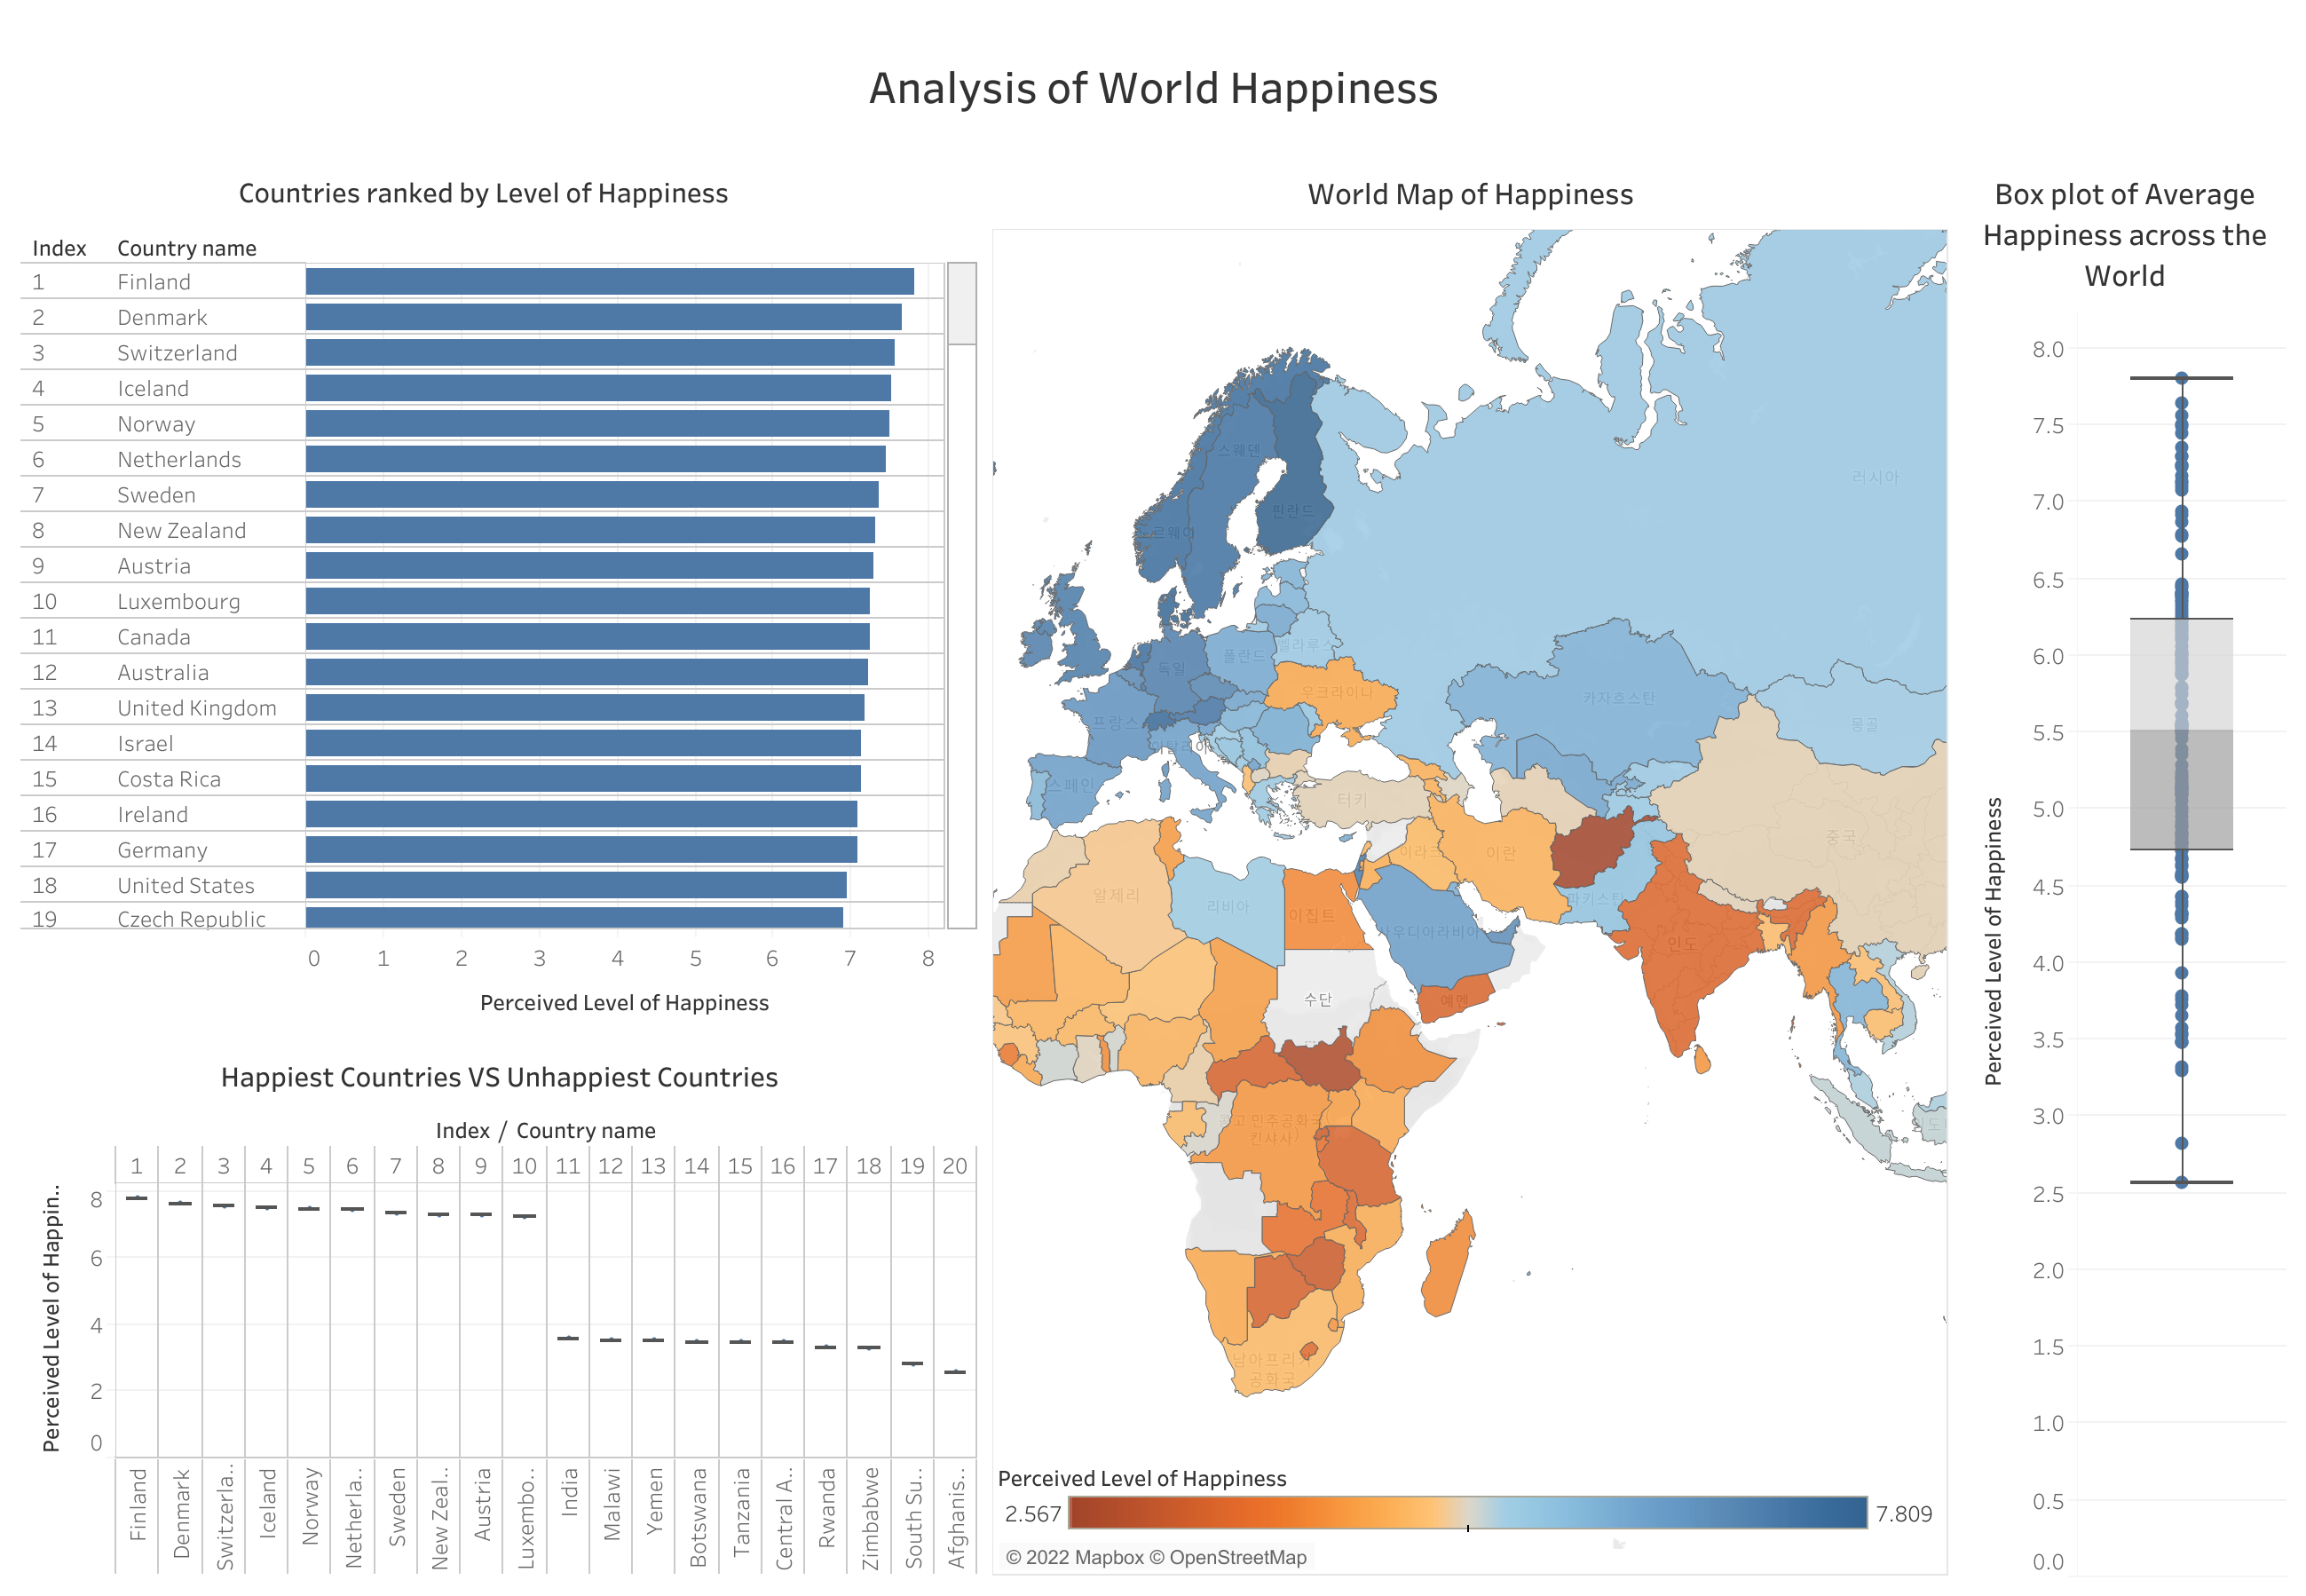 Analysis of World Happiness
Countries ranked by Level of Happiness
Index Country name
1 Finland
2 Denmark
3 Switzerland
4 Iceland
5 Norway
6 Netherlands
7 Sweden
8 New Zealand
9 Austria
10 Luxembourg
11 Canada
12 Australia
13 United Kingdom
14 Israel
15 Costa Rica
16 Ireland
17 Germany
18 United States
19 Czech Republic
0 1 2 3 4 5 6 7 8
Perceived Level of Happiness
Happiest Countries VS Unhappiest Countries
Index / Country name
1 2 3 4 5 6 7 8 9 10 11 12 13 14 15 16 17 18 19 20
Perceived Level of Happin..
8
6
4
2
0
Finland
Denmark
Switzerla..
Iceland
Norway
Netherla..
Sweden
New Zeal..
Austria
Luxembo..
India
Malawi
Yemen
Botswana
Tanzania
Central A..
Rwanda
Zimbabwe
South Su..
Afghanis..
World Map of Happiness
스웨덴
러시아
핀란드
노르웨이
벨라루스
폴란드
독일
우크라이나
카자흐스탄
프랑스
몽골
이탈리아
스페인
터키
중국
이라크
이란
알제리
리비아
파키스탄
이집트
사우디아라비아
인도
수단
예멘
민주공화국
킨샤사)
남아프리카
공화국
Perceived Level of Happiness
2.567 7.809
© 2022 Mapbox © OpenStreetMap
Box plot of Average
Happiness across the
World
Perceived Level of Happiness
8.0
7.5
7.0
6.5
6.0
5.5
5.0
4.5
4.0
3.5
3.0
2.5
2.0
1.5
1.0
0.5
0.0